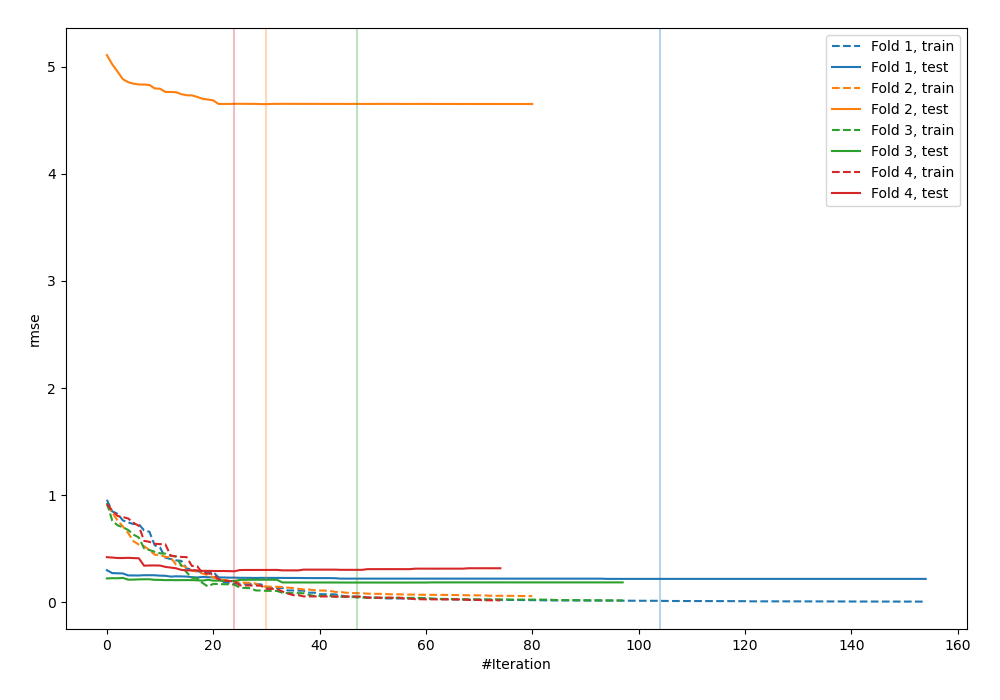 5
4
3
2
1
0
rmse
0
20
40
60
80
100
120
140
160
#Iteration
Fold 1, train
Fold 1, test
Fold 2, train
Fold 2, test
Fold 3, train
Fold 3, test
Fold 4, train
Fold 4, test